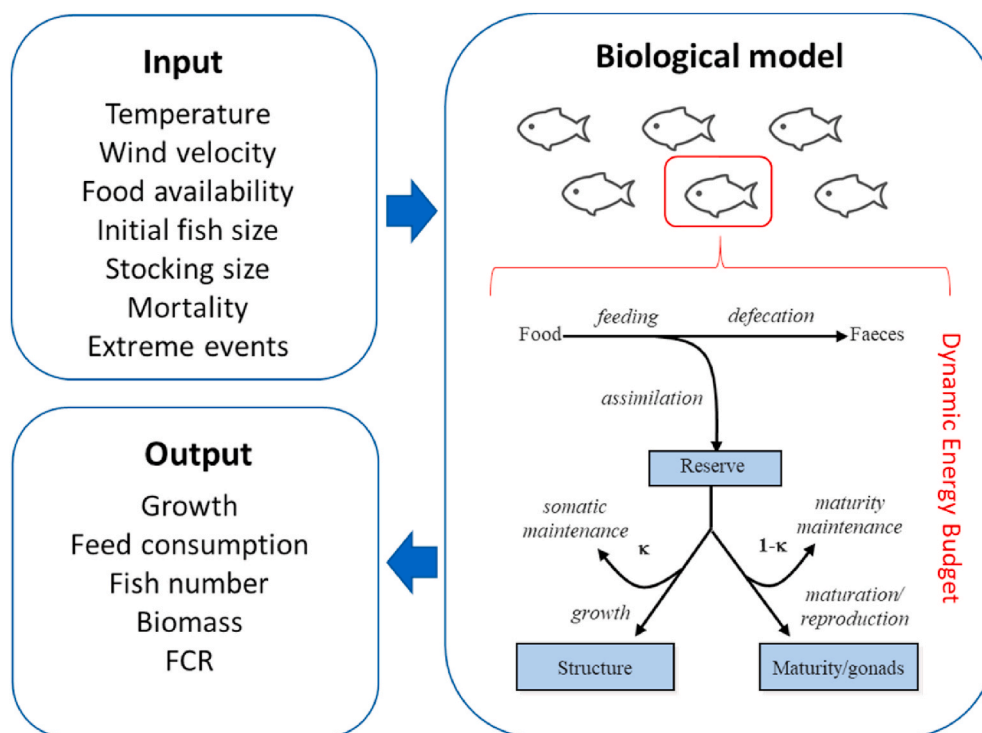 Input
Temperature
Wind velocity
Food availability
Initial fish size
Stocking size
Mortality
Extreme events
Output
Growth
Feed consumption
Fish number
Biomass
FCR
Biological model
feeding
defecation
Food
Faeces
assimilation
Reserve
somatic
maintenance
κ
1-κ
maturity
maintenance
growth
maturation/
reproduction
Structure
Maturity/gonads
Dynamic Energy Budget